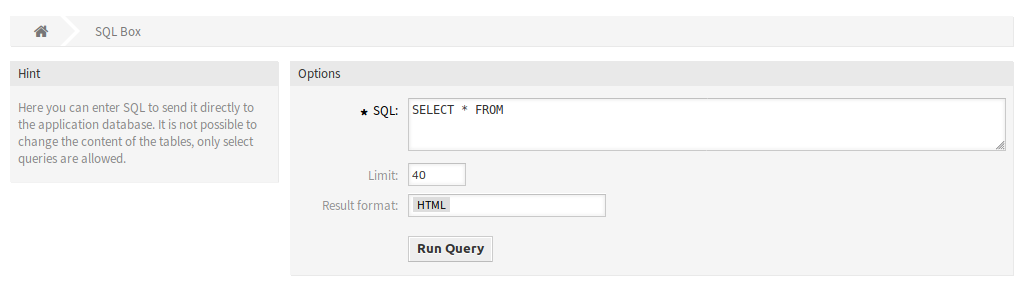 SQL Box
Hint
Here you can enter SQL to send it directly to
the application database. It is not possible to
change the content of the tables, only select
queries are allowed.
Options
★ SQL: SELECT * FROM
Limit: 40
Result format: HTML
Run Query